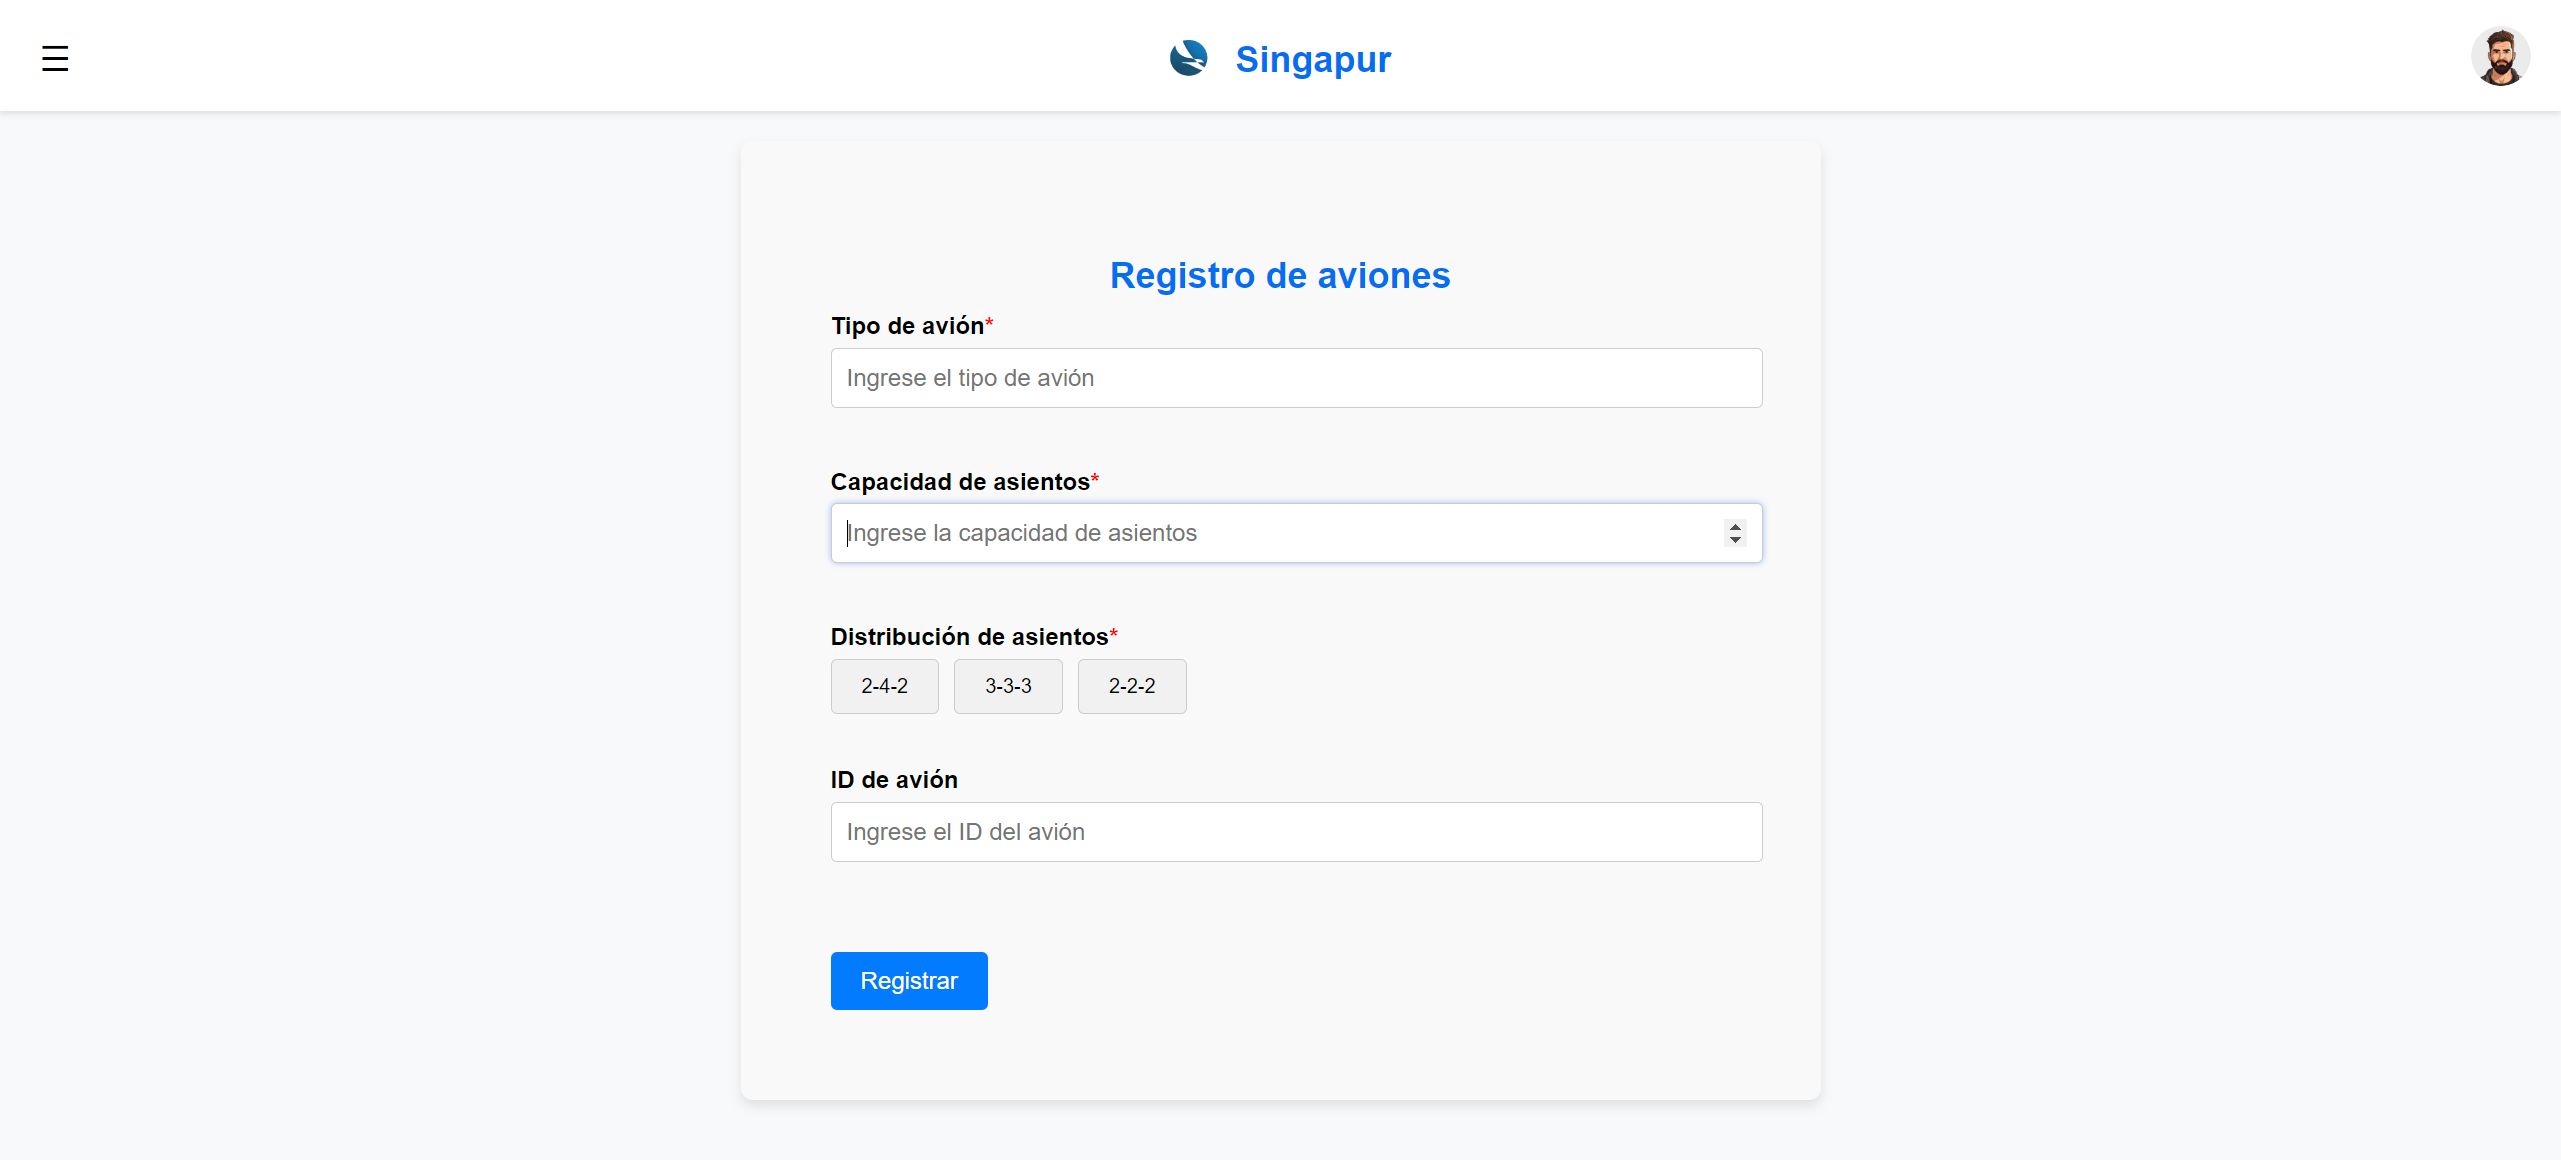 Singapur
Registro de aviones
Tipo de avión*
Ingrese el tipo de avión
Capacidad de asientos*
Ingrese la capacidad de asientos
Distribución de asientos*
2-4-2 3-3-3 2-2-2
ID de avión
Ingrese el ID del avión
Registrar